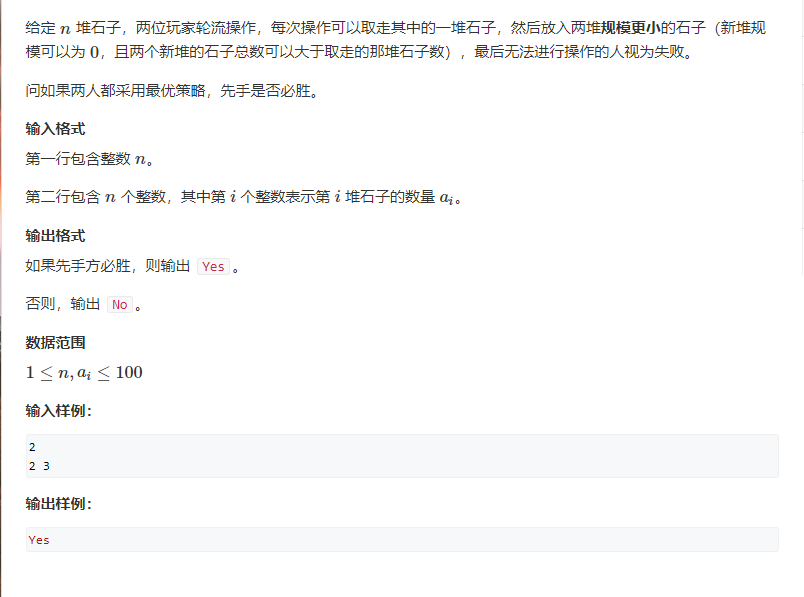 给定 n 堆石子，两位玩家轮流操作，每次操作可以取走其中的一堆石子，然后放入两堆规模更小的石子（新堆规
模可以为 0，且两个新堆的石子总数可以大于取走的那堆石子数），最后无法进行操作的人视为失败。
问如果两人都采用最优策略，先手是否必胜。
输入格式
第一行包含整数 n。
第二行包含 n 个整数，其中第 i 个整数表示第 i 堆石子的数量 aᵢ。
输出格式
如果先手方必胜，则输出 Yes 。
否则，输出 No 。
数据范围
1 ≤ n, aᵢ ≤ 100
输入样例：
2
2 3
输出样例：
Yes